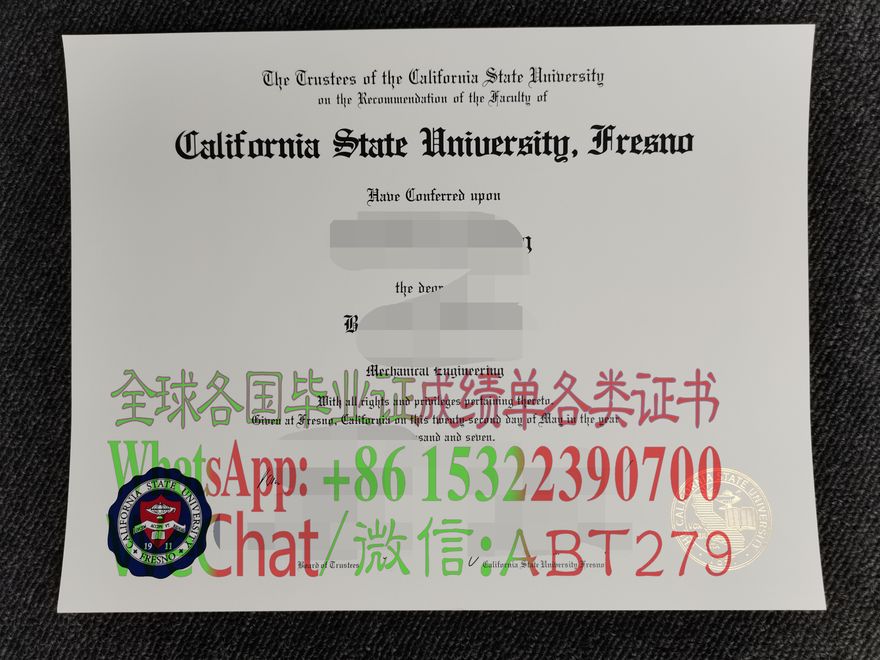 The Trustees of the California State University
on the Recommendation of the Faculty of
California State University, Fresno
Have Conferred upon
the
B
Mechanical Engineering
全球各国毕业证成绩单各类证书
With all rights and privileges pertaining thereto.
Given at Fresno, California on this twenty-second day of May in the year
and seven.
WhatsApp: +86 15322390700
WeChat/微信:ABT279
CALIFORNIA STATE UNIVERSITY
1911
FRESNO
Board of Trustees
California State University Fresno